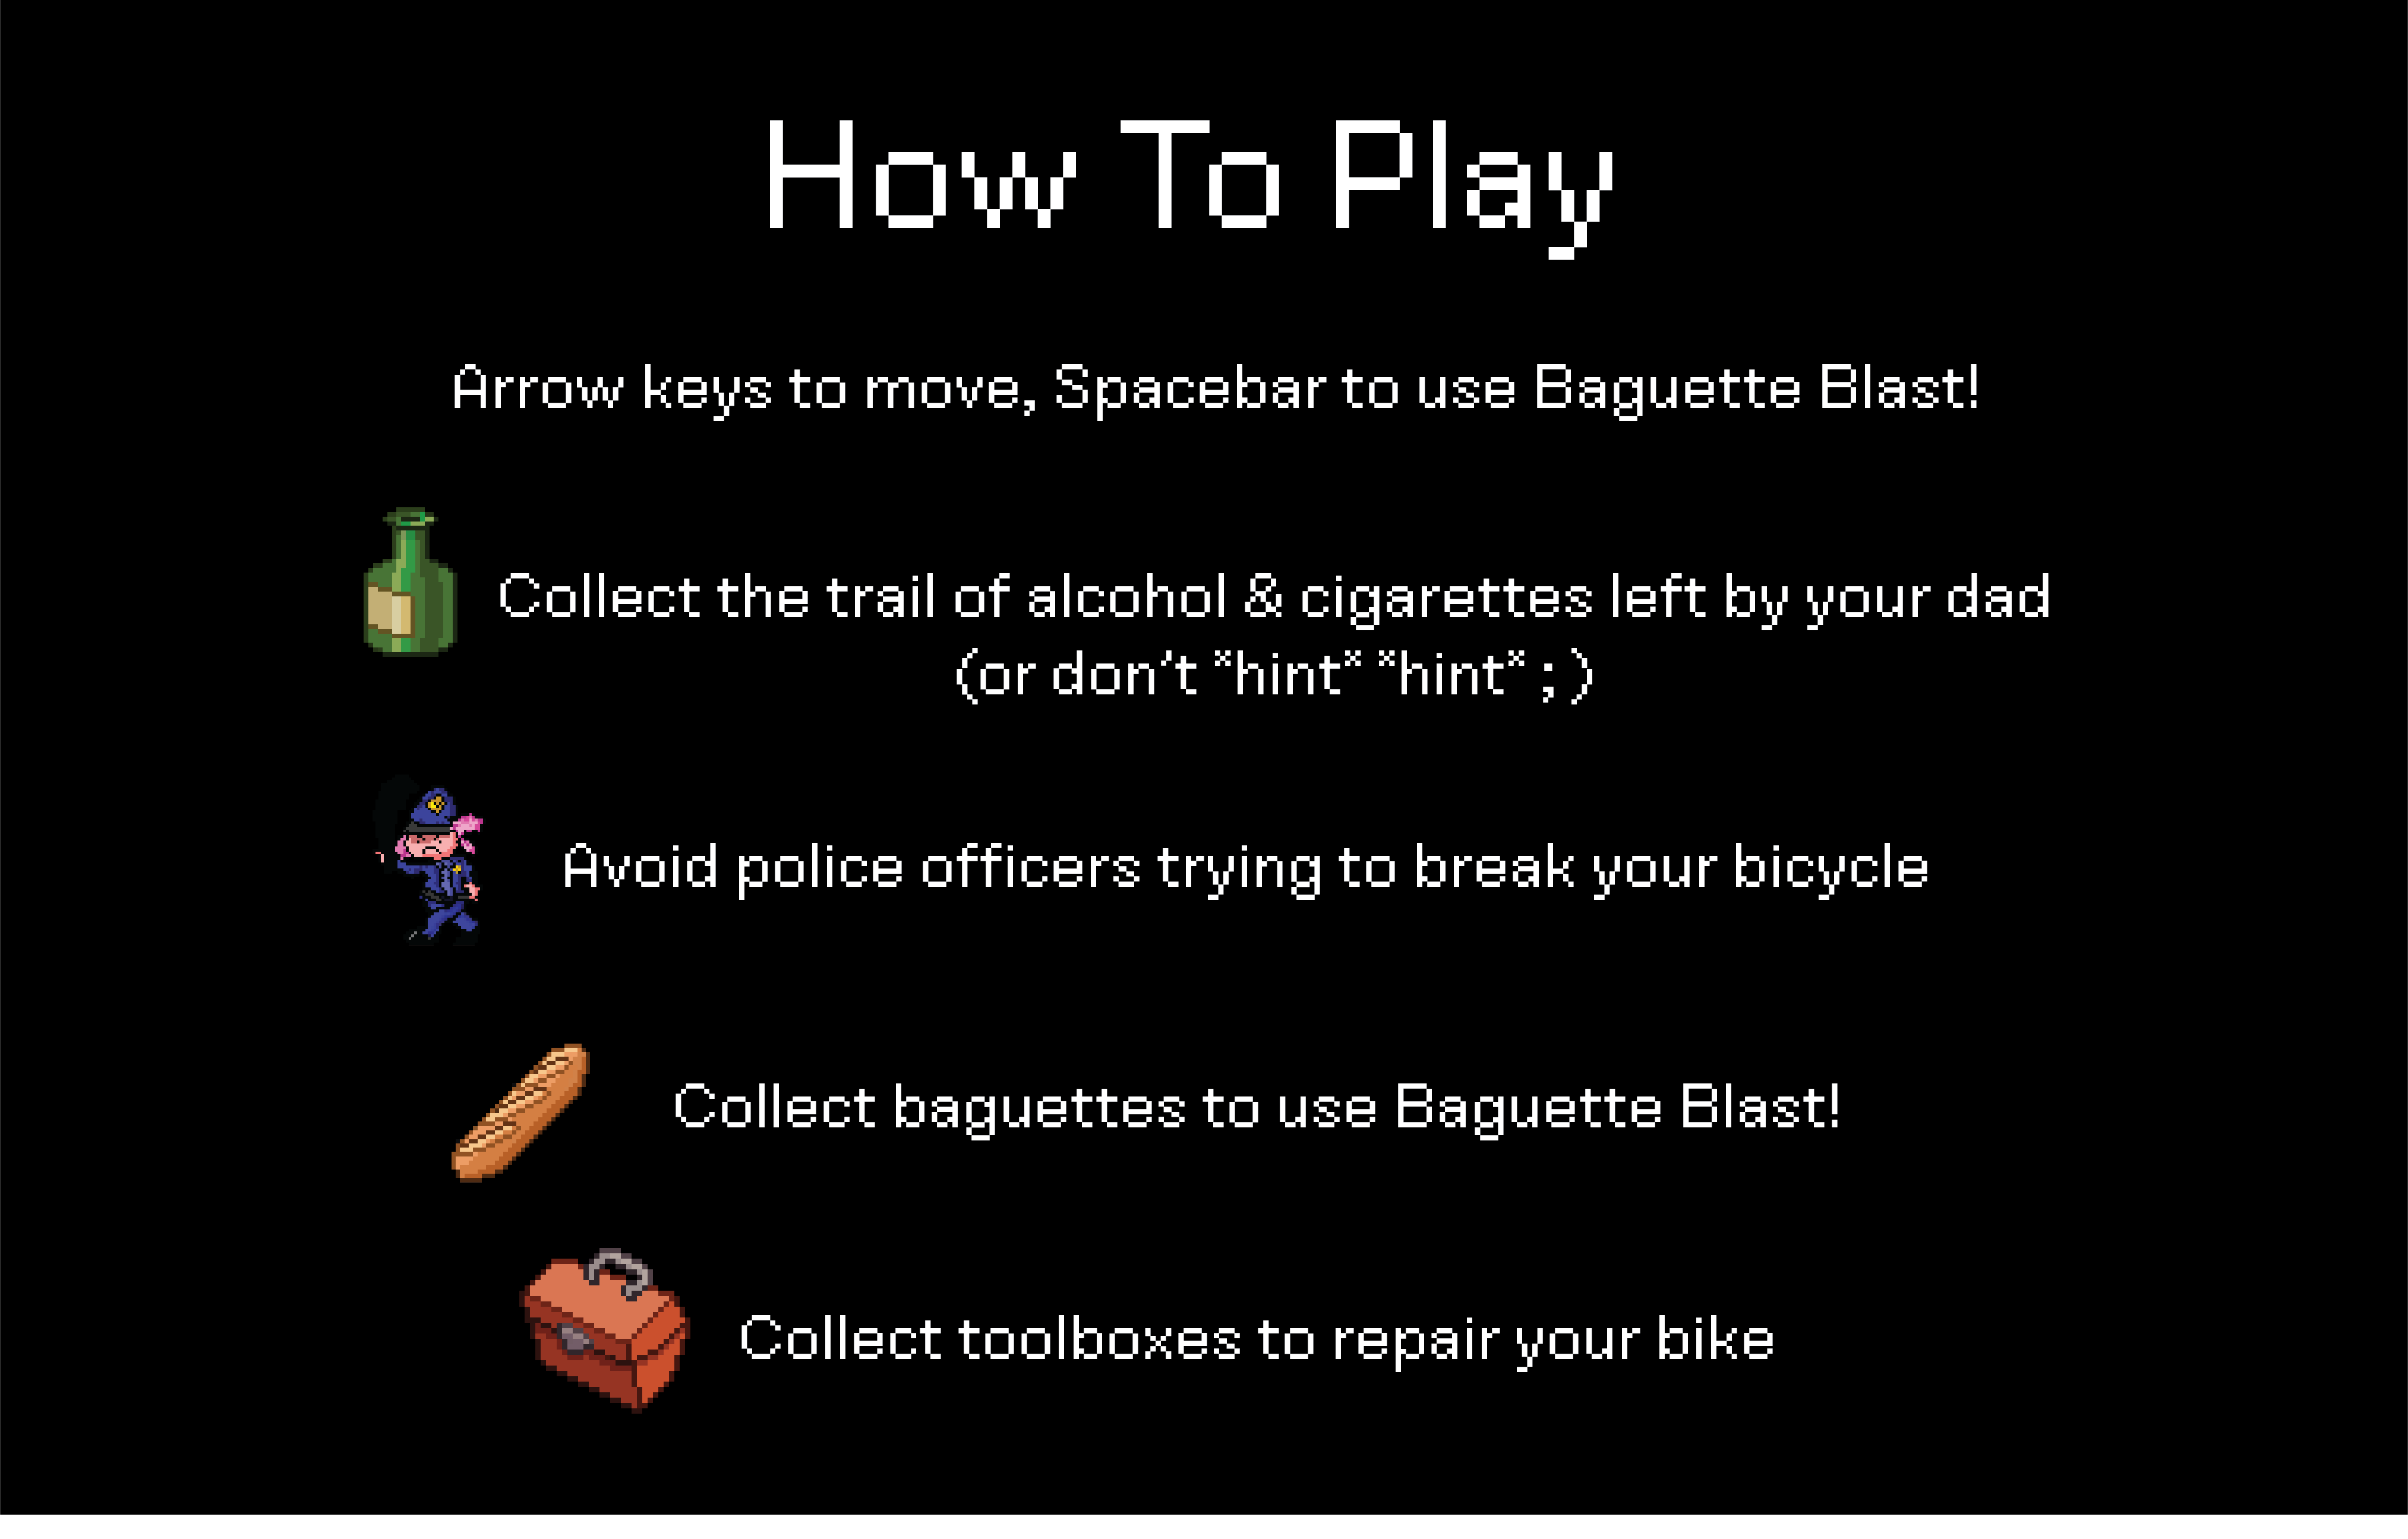 How To Play
Arrow keys to move, Spacebar to use Baguette Blast!
Collect the trail of alcohol & cigarettes left by your dad
(or don't *hint* *hint* ; )
Avoid police officers trying to break your bicycle
Collect baguettes to use Baguette Blast!
Collect toolboxes to repair your bike